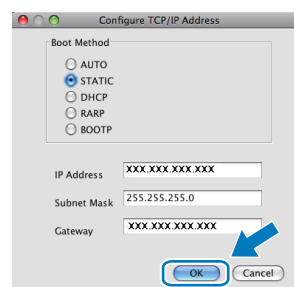 Configure TCP/IP Address
Boot Method
AUTO
STATIC
DHCP
RARP
BOOTP
IP Address XXX.XXX.XXX.XXX
Subnet Mask 255.255.255.0
Gateway XXX.XXX.XXX.XXX
OK Cancel